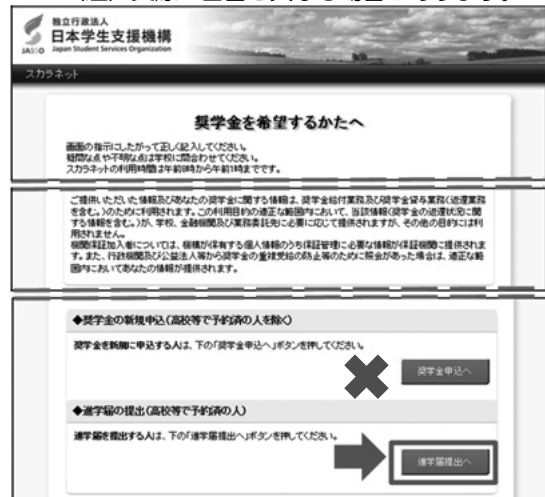 独立行政法人
日本学生支援機構
JASSO Japan Student Services Organization
スカラネット
奨学金を希望するかたへ
画面の指示にしたがって正しく記入してください。
疑問な点や不明な点は学校に問合わせてください。
スカラネットの利用時間は午前8時から午前1時までです。
ご提供いただいた情報及びあなたの奨学金に関する情報は、奨学金給付業務及び奨学金貸与業務(返還業務
を含む。)のために利用されます。この利用目的の適正な範囲内において、当該情報(奨学金の返還状況に関
する情報を含む。)が、学校、金融機関及び業務委託先に必要に応じて提供されますが、その他の目的には利
用されません。
機関保証加入者については、機構が保有する個人情報のうち保証管理に必要な情報が保証機関に提供されま
す。また、行政機関及び公益法人等から奨学金の重複受給の防止等のために照会があった場合は、適正な範
囲内においてあなたの情報が提供されます。
◆奨学金の新規申込(高校等で予約済の人を除く)
奨学金を新規に申込する人は、下の「奨学金申込へ」ボタンを押してください。
奨学金申込へ
◆進学届の提出(高校等で予約済の人)
進学届を提出する人は、下の「進学届提出へ」ボタンを押してください。
進学届提出へ